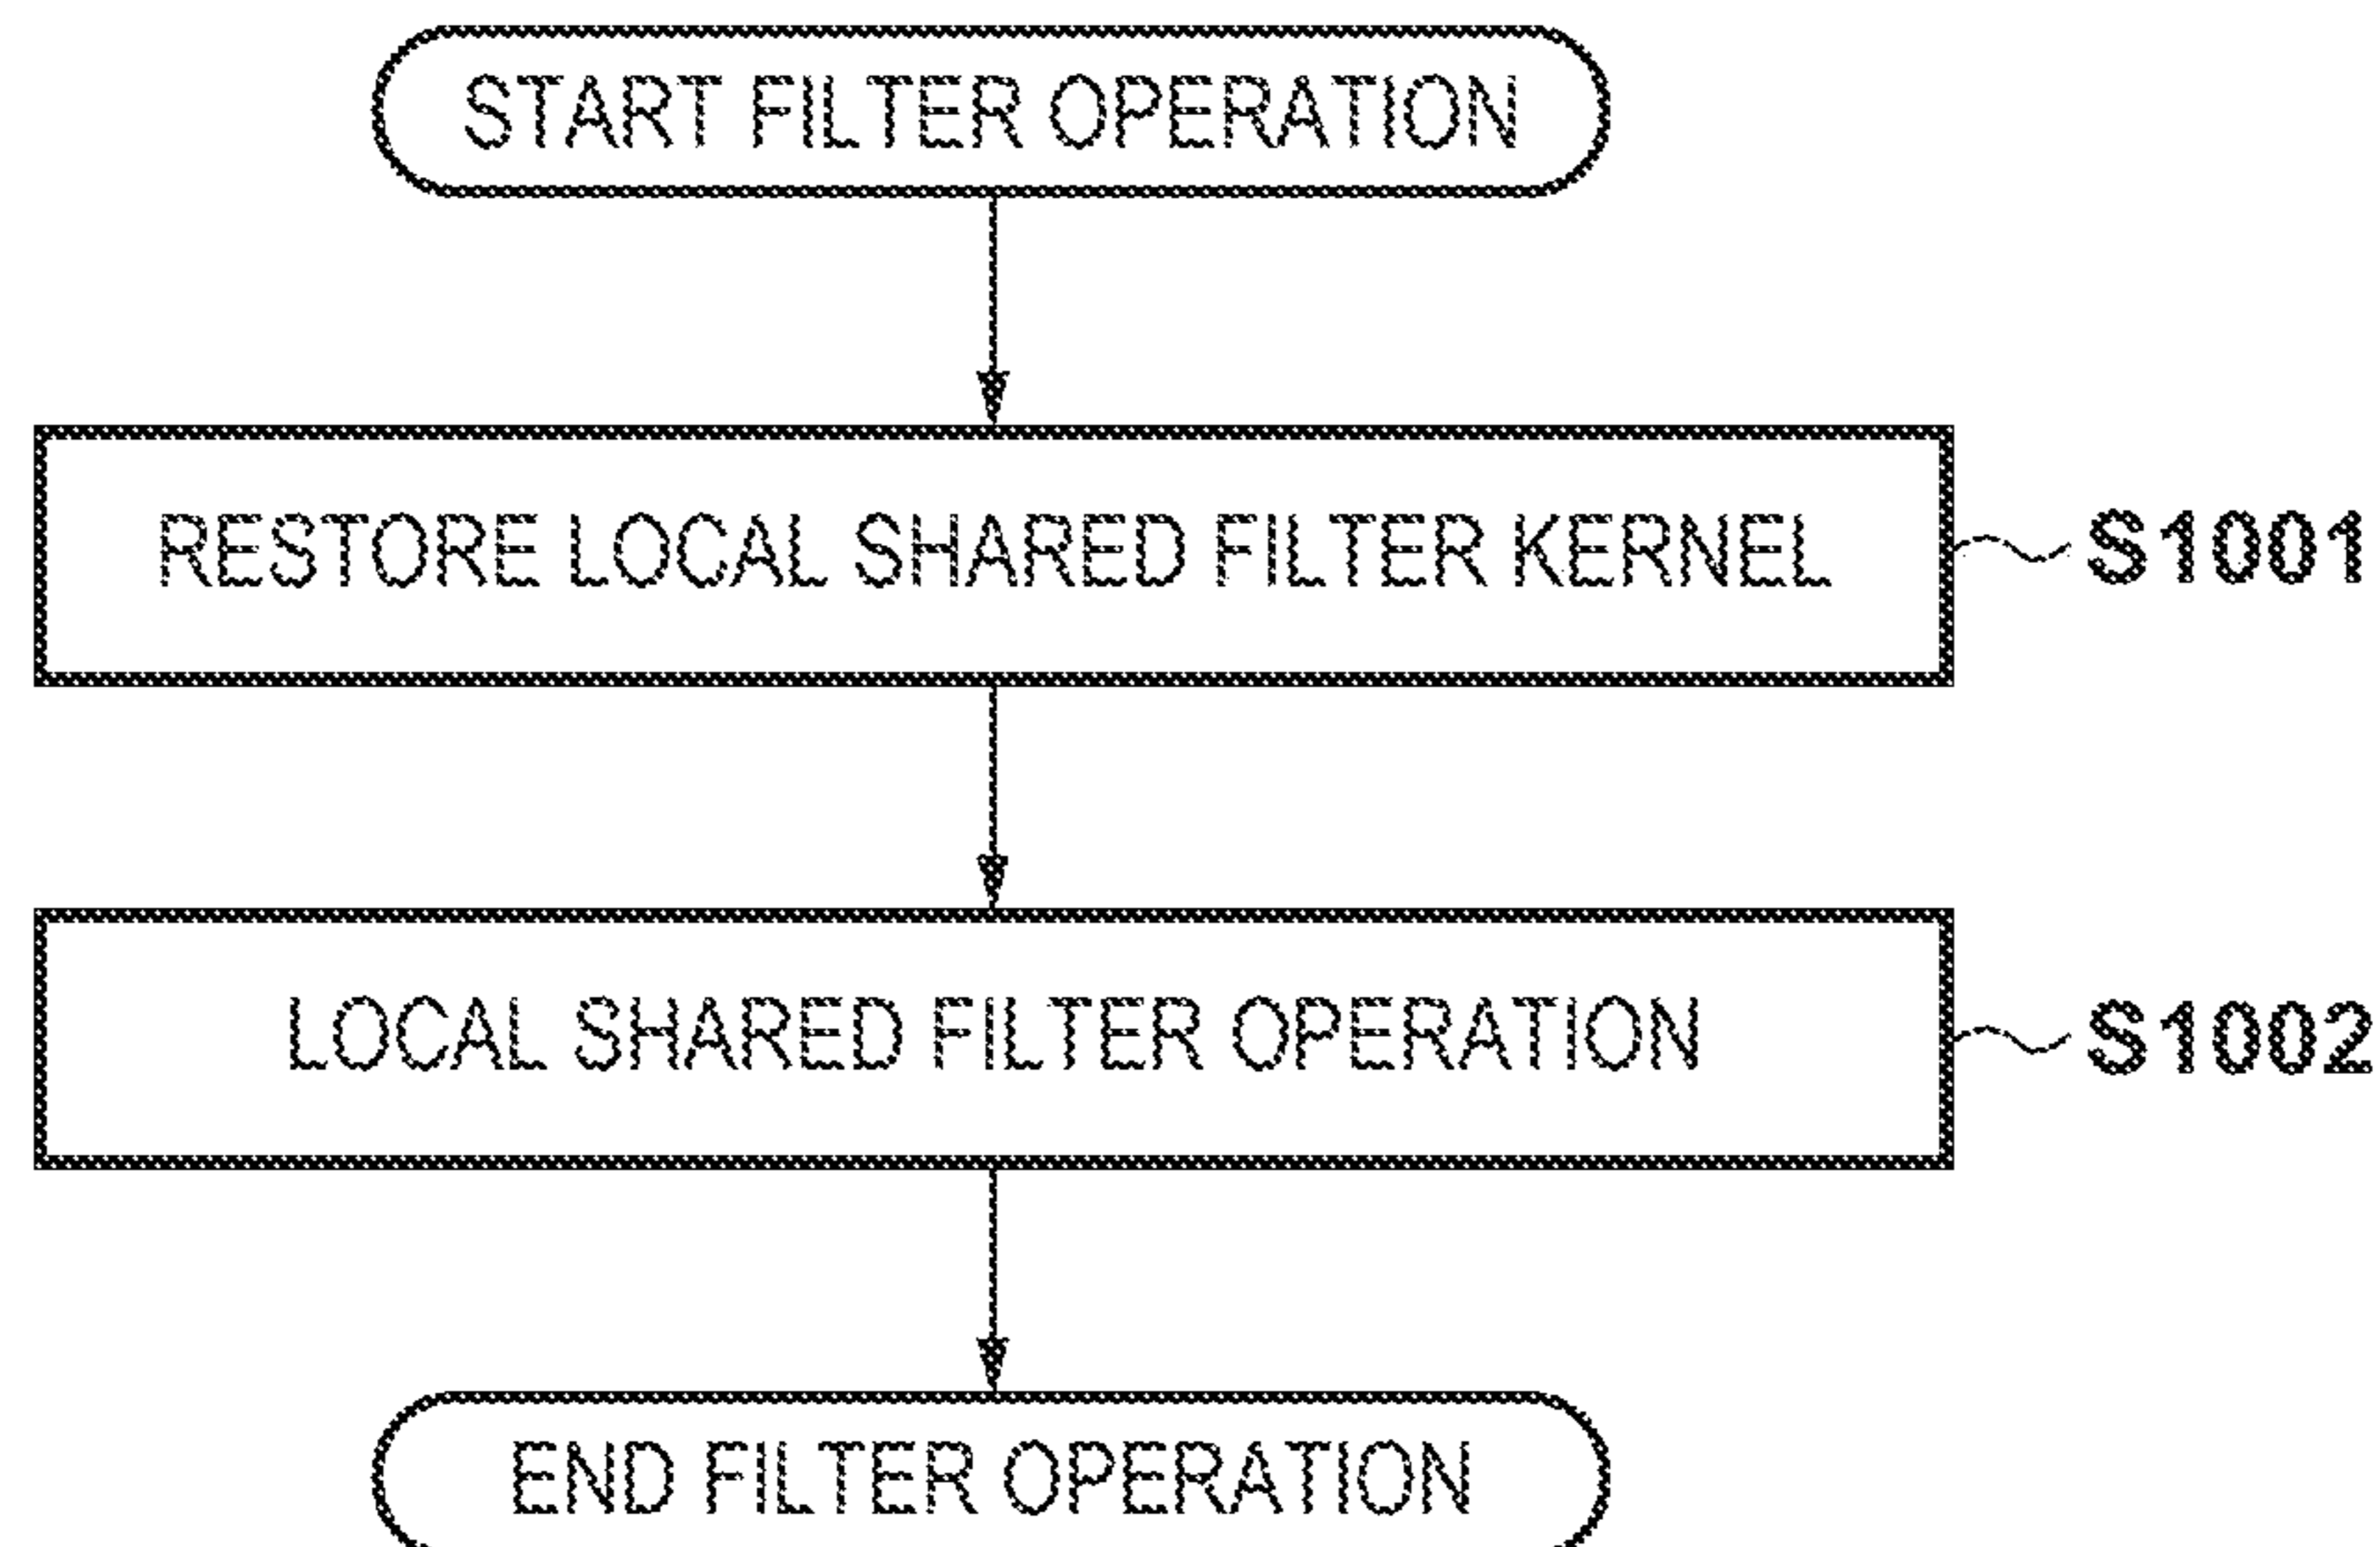 START FILTER OPERATION
RESTORE LOCAL SHARED FILTER KERNEL
S1001
LOCAL SHARED FILTER OPERATION
S1002
END FILTER OPERATION